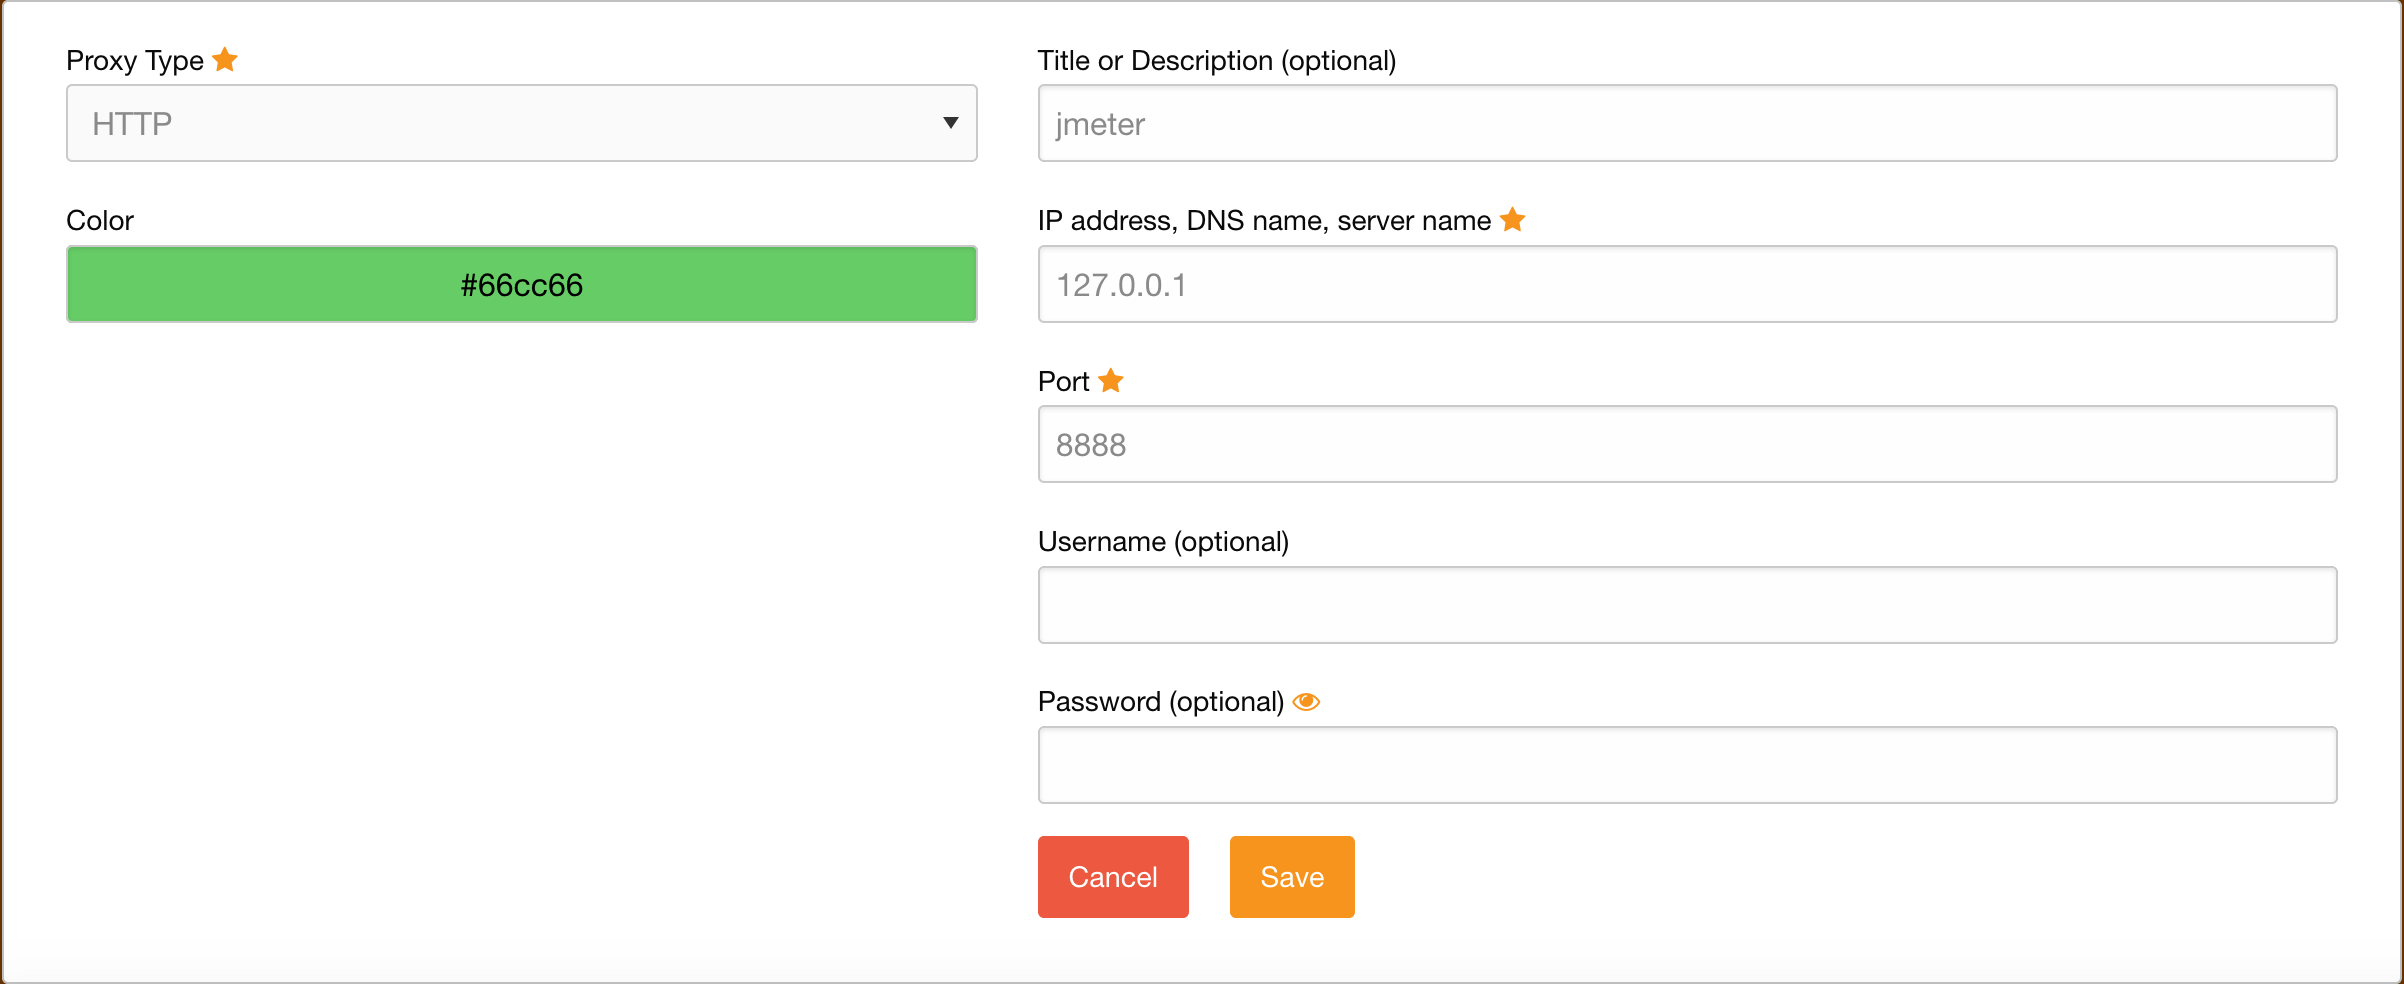 Proxy Type
HTTP
Color
#66cc66
Title or Description (optional)
jmeter
IP address, DNS name, server name
127.0.0.1
Port
8888
Username (optional)
Password (optional)
Cancel
Save